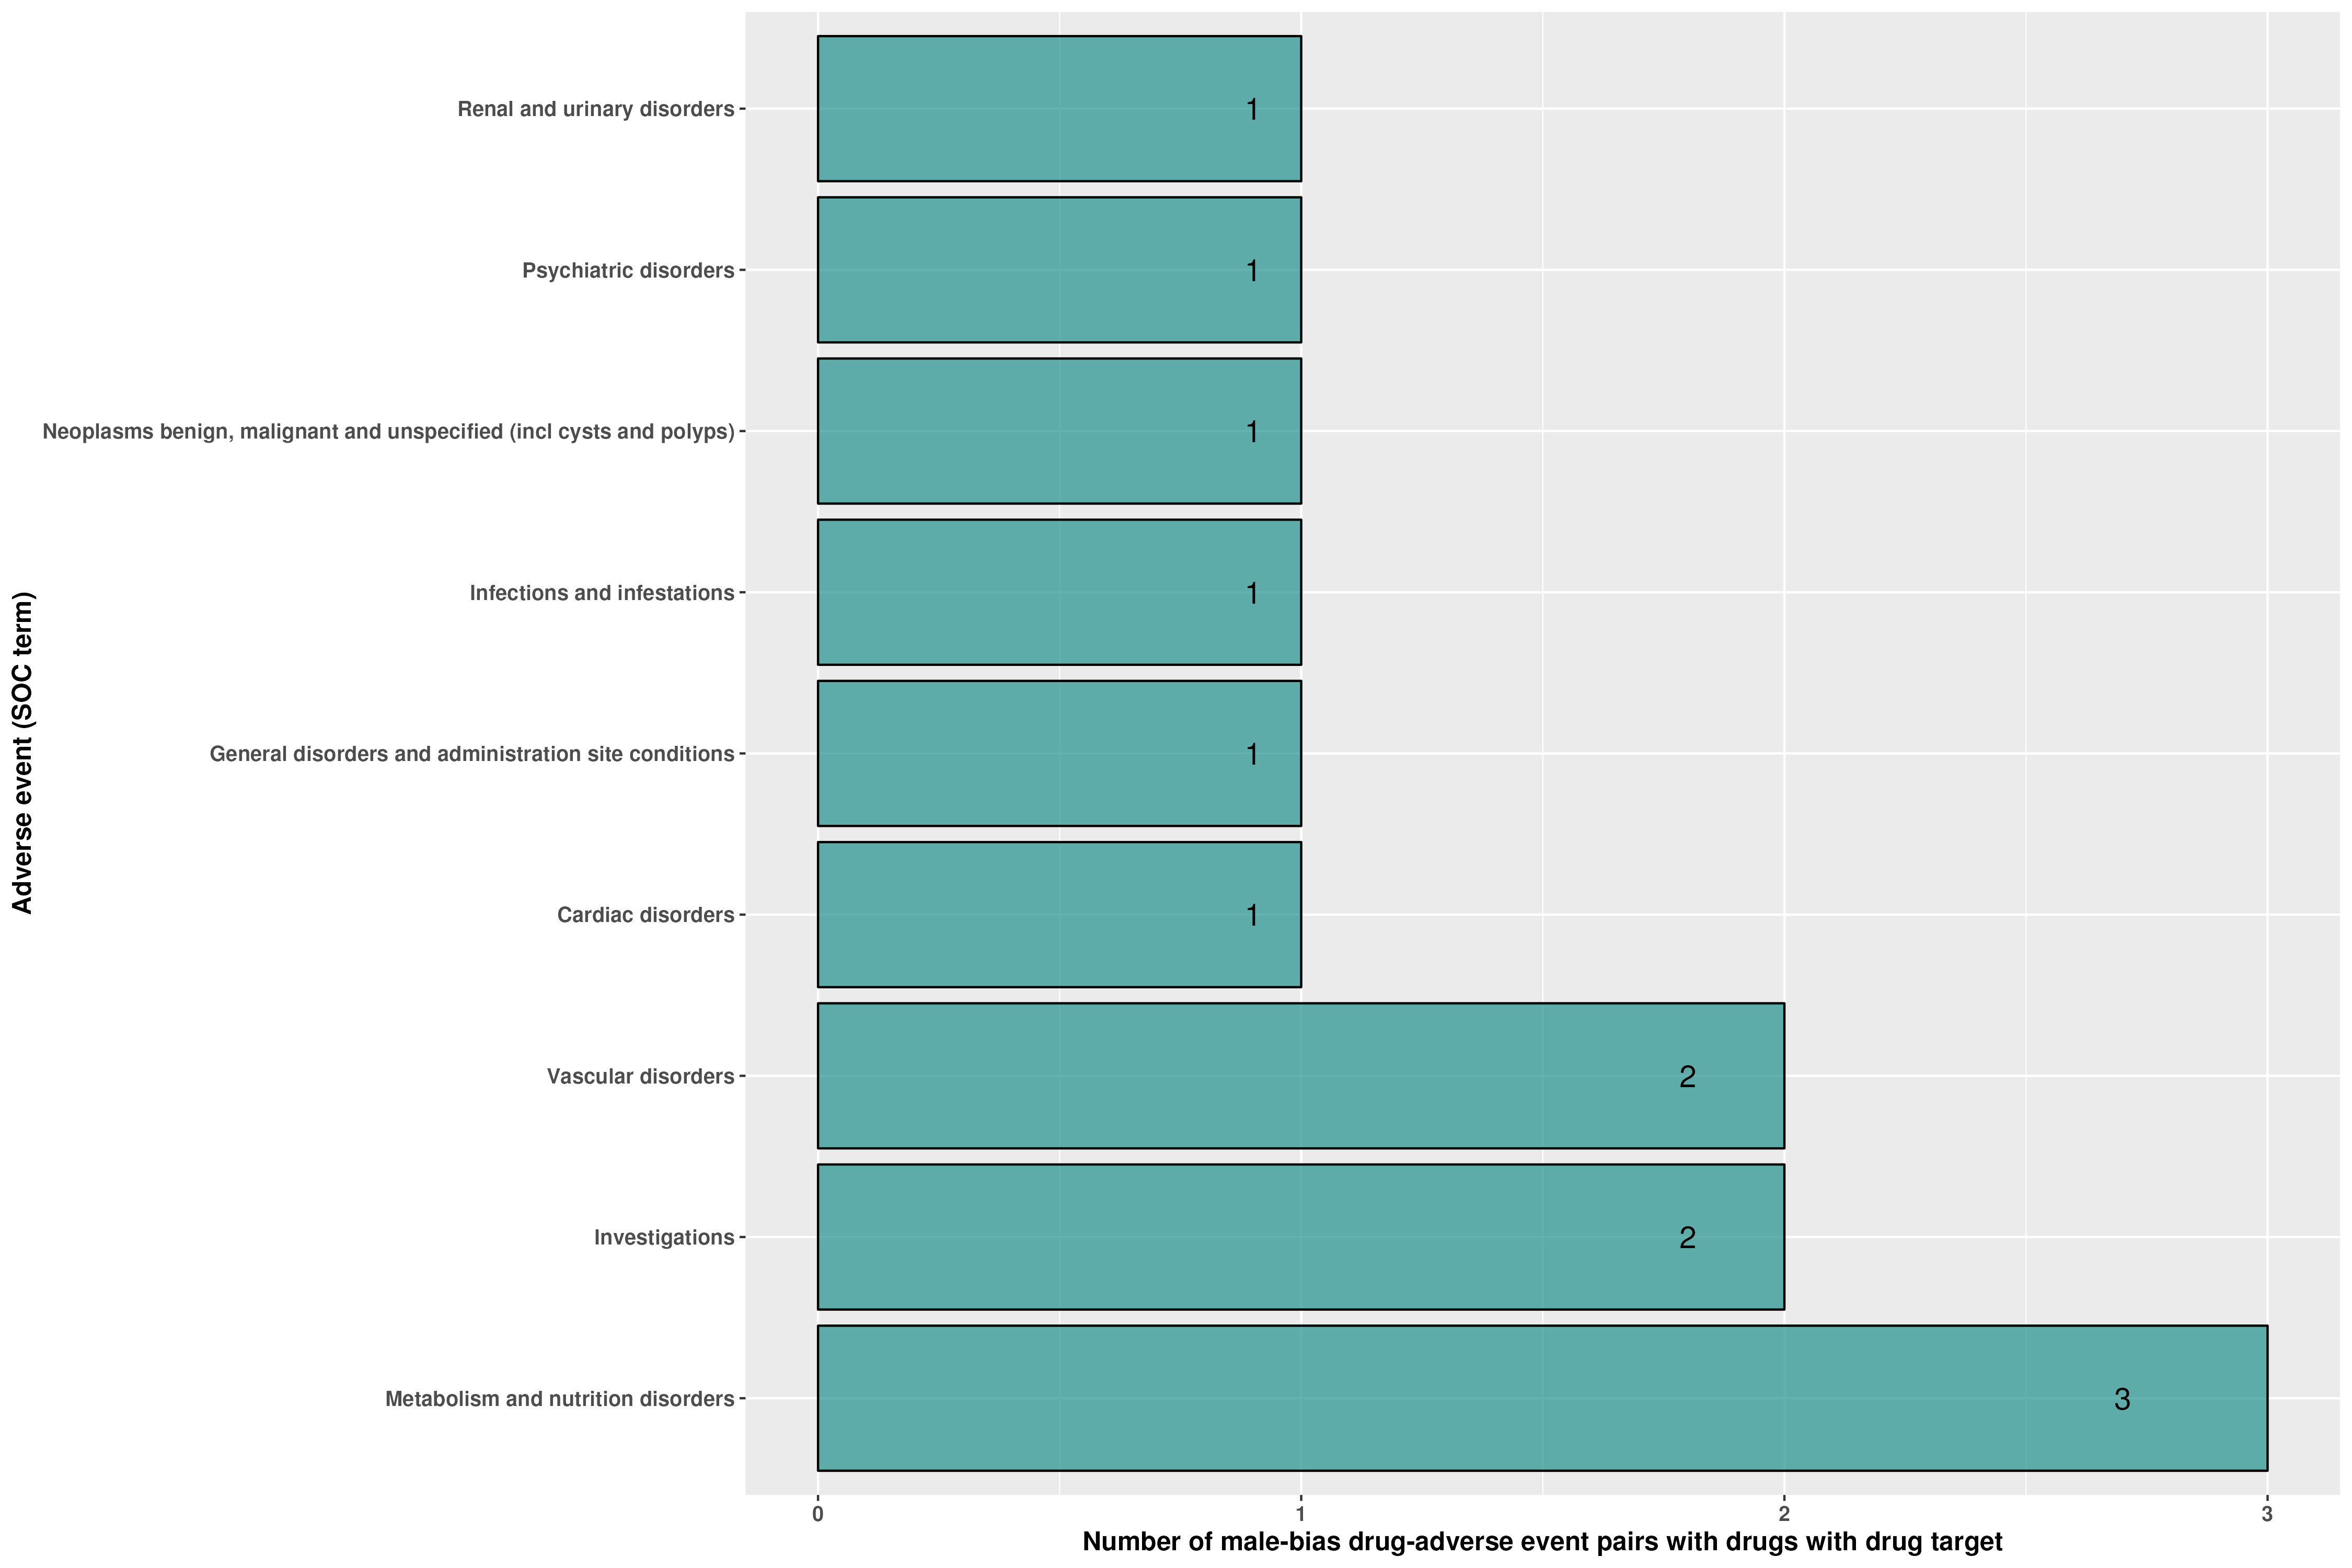 Adverse event (SOC term)
Renal and urinary disorders
1
Psychiatric disorders
1
Neoplasms benign, malignant and unspecified (incl cysts and polyps)
1
Infections and infestations
1
General disorders and administration site conditions
1
Cardiac disorders
1
Vascular disorders
2
Investigations
2
Metabolism and nutrition disorders
3
0 1 2 3
Number of male-bias drug-adverse event pairs with drugs with drug target